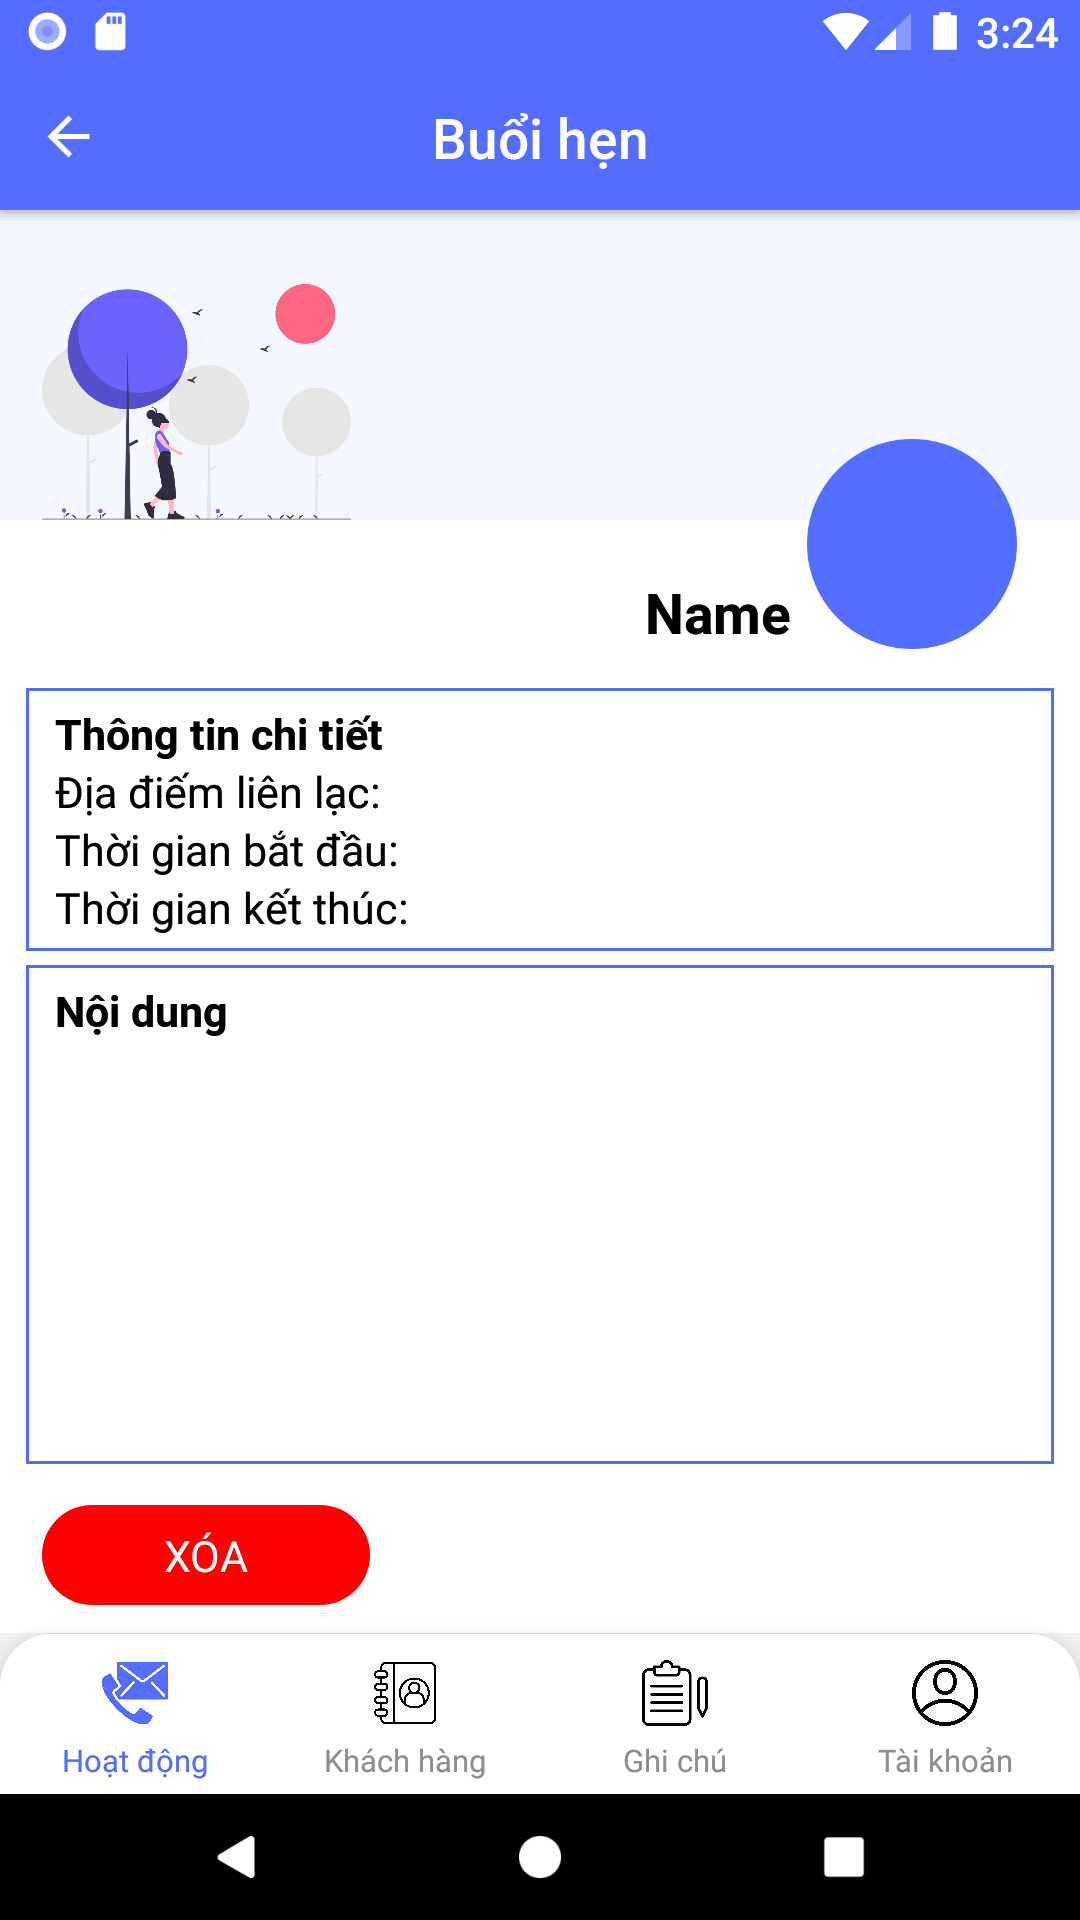 3:24
Buổi hẹn
Name
Thông tin chi tiết
Địa điếm liên lạc:
Thời gian bắt đầu:
Thời gian kết thúc:
Nội dung
XÓA
Hoạt động
Khách hàng
Ghi chú
Tài khoản